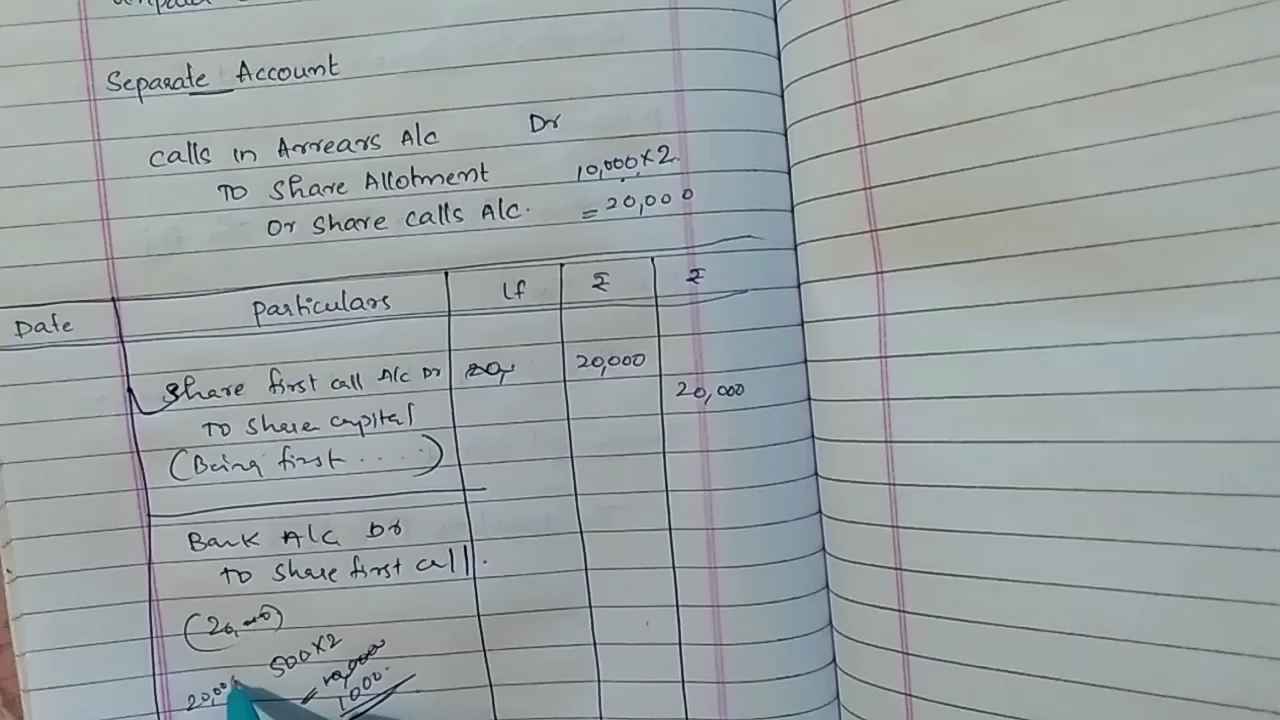 Separate Account
Calls in Arrears A/c Dr
To Share Allotment 10,000×2
Or Share calls A/c. = 20,000
Date Particulars Lf ₹ ₹
Share first call A/c Dr 20,000
To Share capital 20,000
(Being first ....)
Bank A/c Dr
To Share first call.
(20,000)
500×2
10,000
1000.